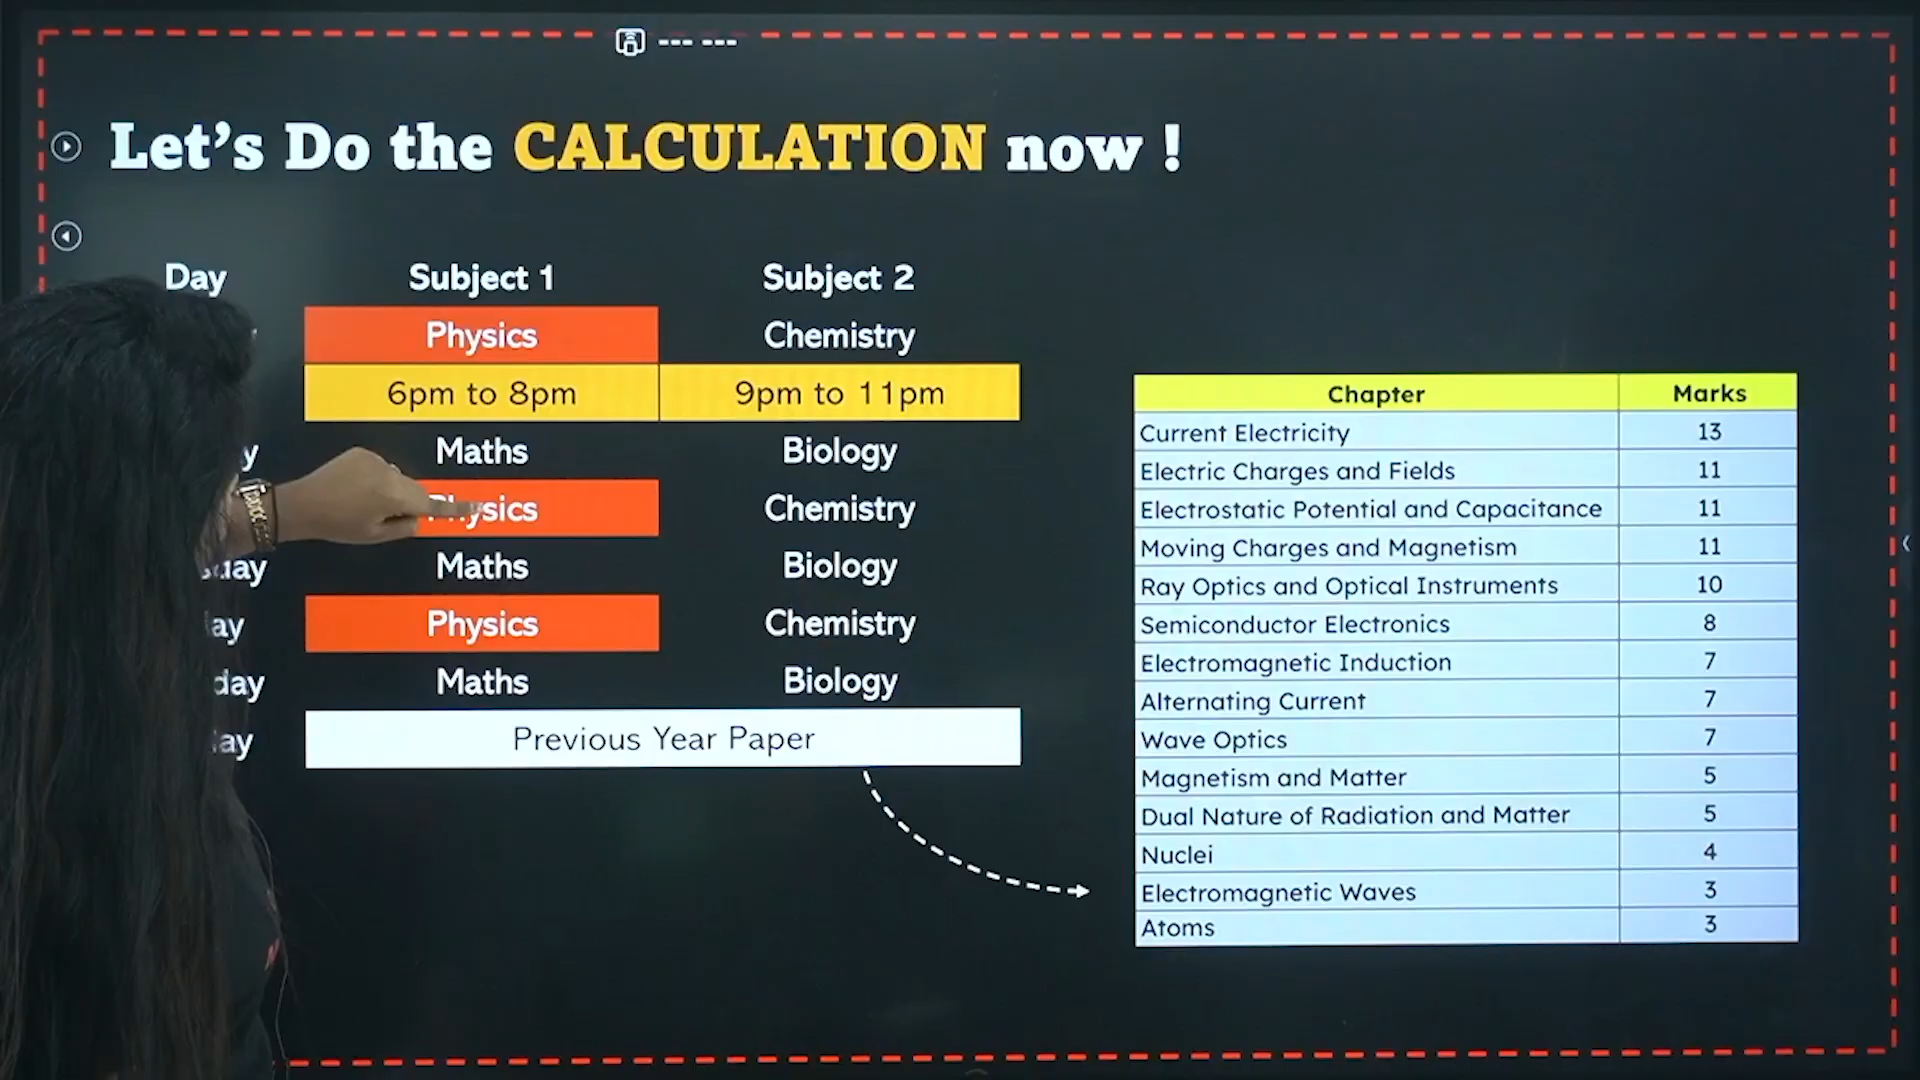 Let's Do the CALCULATION now !
Day Subject 1 Subject 2
Physics Chemistry
6pm to 8pm 9pm to 11pm
Maths Biology
Physics Chemistry
Maths Biology
Physics Chemistry
Maths Biology
Previous Year Paper
Chapter Marks
Current Electricity 13
Electric Charges and Fields 11
Electrostatic Potential and Capacitance 11
Moving Charges and Magnetism 11
Ray Optics and Optical Instruments 10
Semiconductor Electronics 8
Electromagnetic Induction 7
Alternating Current 7
Wave Optics 7
Magnetism and Matter 5
Dual Nature of Radiation and Matter 5
Nuclei 4
Electromagnetic Waves 3
Atoms 3